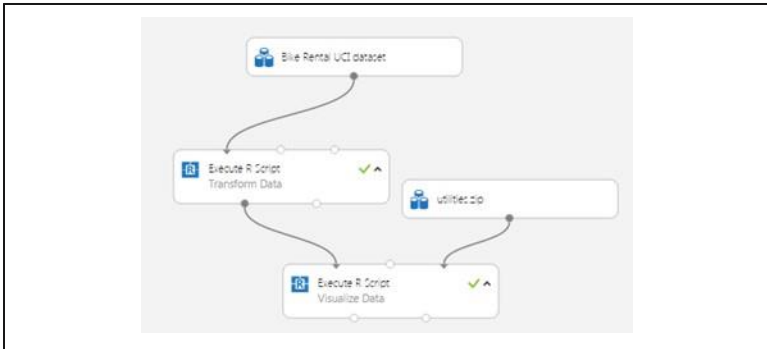 Bike Rental UCI dataset
Execute R Script
Transform Data
utilities.zip
Execute R Script
Visualize Data